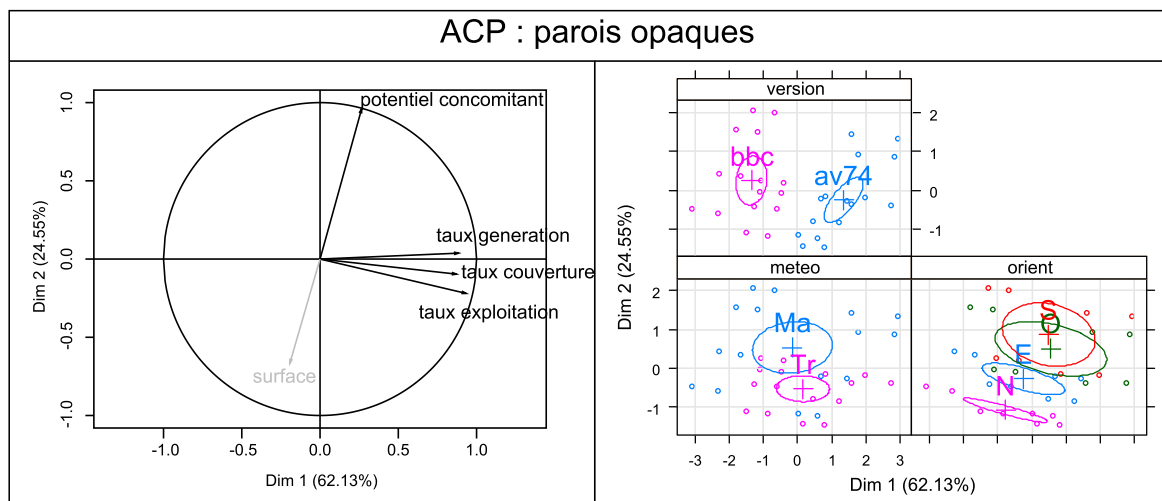 ACP : parois opaques
potentiel concomitant
taux generation
taux couverture
taux exploitation
surface
Dim 2 (24.55%)
1.0
0.5
0.0
-0.5
-1.0
-1.0
-0.5
0.0
0.5
1.0
Dim 1 (62.13%)
version
bbc
av74
2
1
0
-1
Dim 2 (24.55%)
meteo
orient
2
1
0
-1
Ma
Tr
S
O
E
N
-3
-2
-1
0
1
2
3
Dim 1 (62.13%)